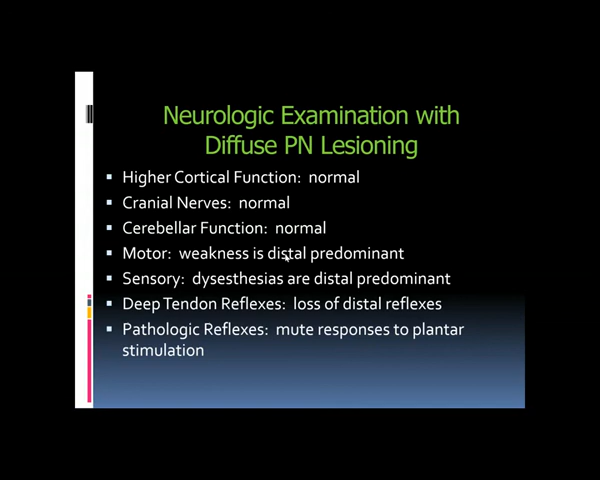 Neurologic Examination with
Diffuse PN Lesioning
Higher Cortical Function: normal
Cranial Nerves: normal
Cerebellar Function: normal
Motor: weakness is distal predominant
Sensory: dysesthesias are distal predominant
Deep Tendon Reflexes: loss of distal reflexes
Pathologic Reflexes: mute responses to plantar
stimulation